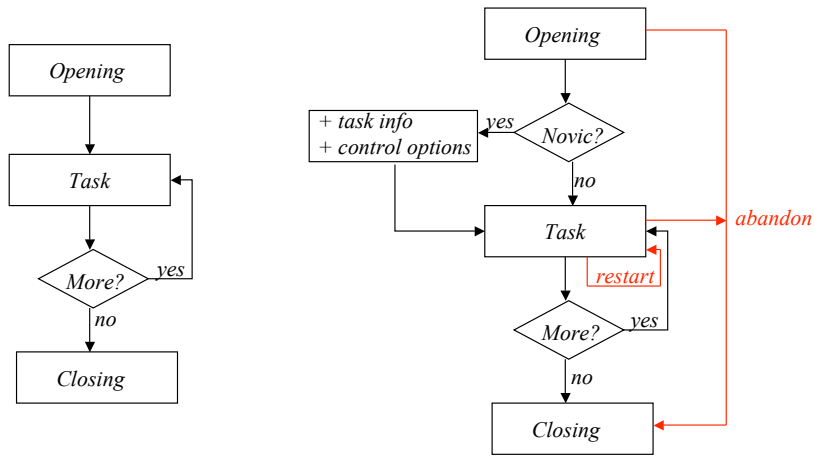 Opening
Task
More?
yes
no
Closing
Opening
Novic?
yes
+ task info
+ control options
no
Task
abandon
restart
More?
yes
no
Closing